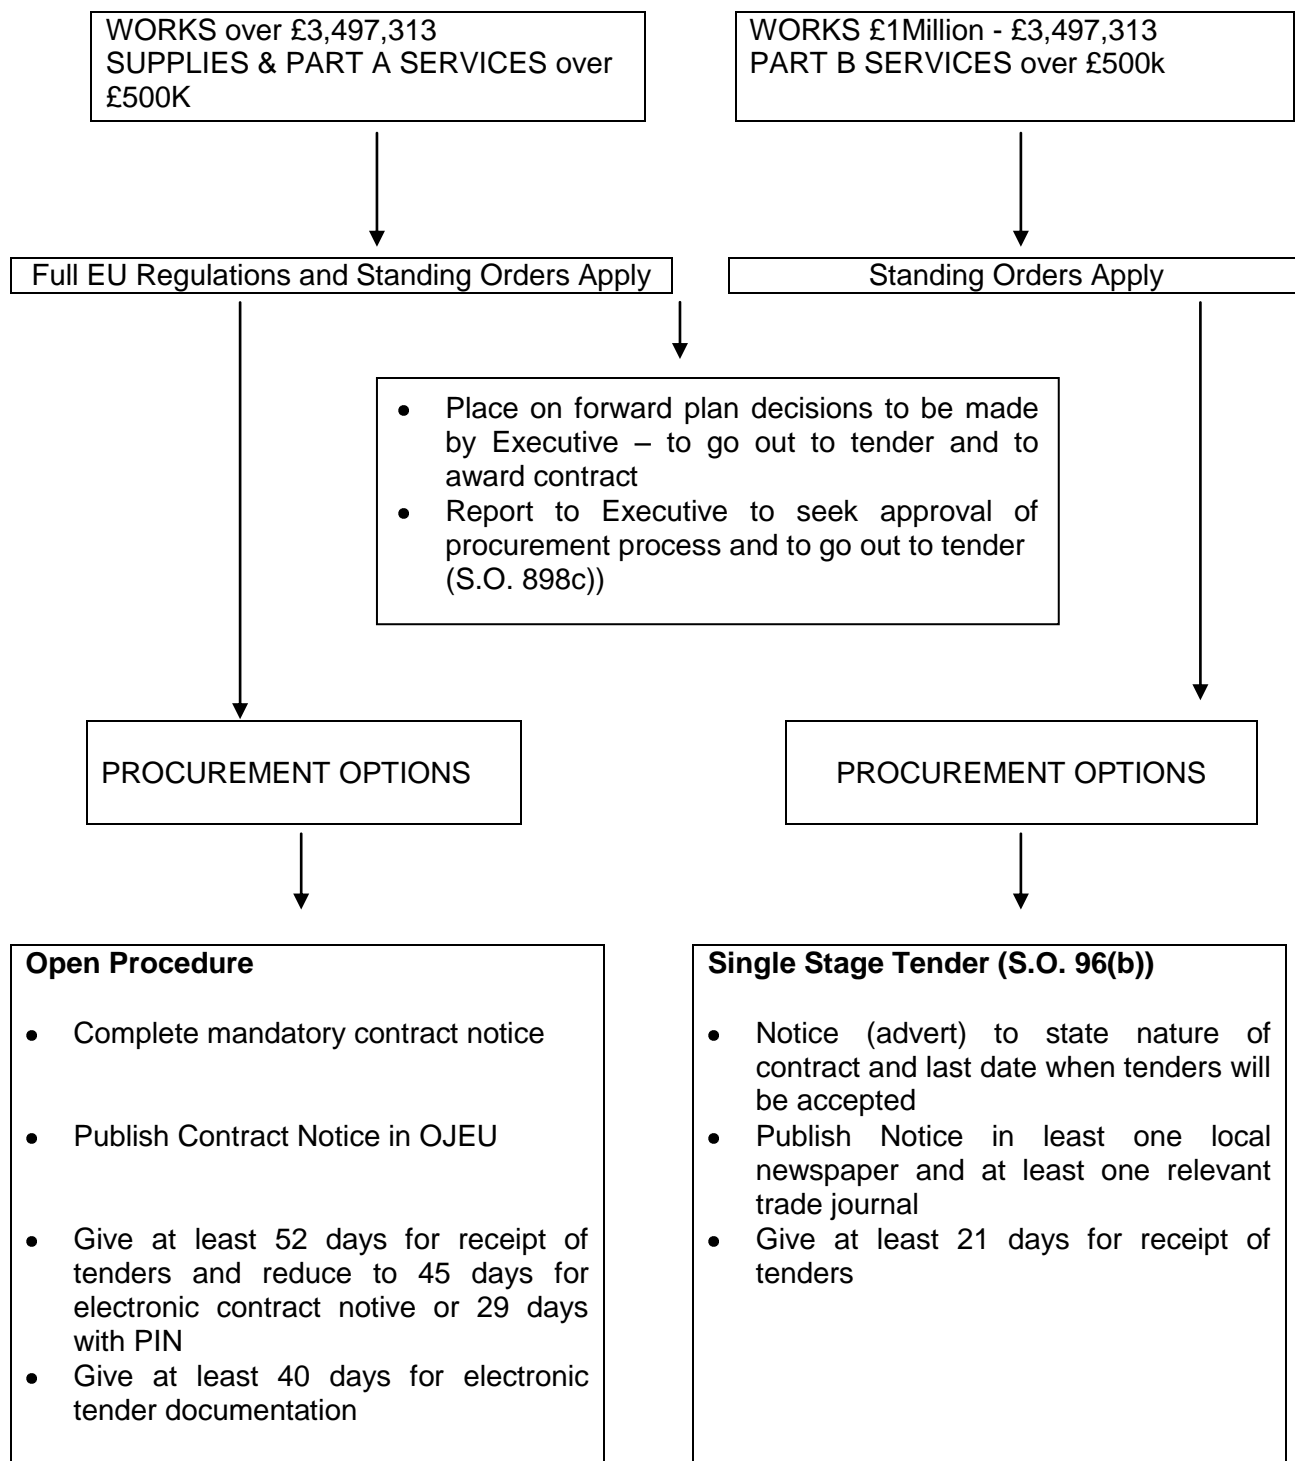 WORKS over £3,497,313
SUPPLIES & PART A SERVICES over
£500K
WORKS £1Million - £3,497,313
PART B SERVICES over £500k
Full EU Regulations and Standing Orders Apply
Standing Orders Apply
• Place on forward plan decisions to be made
by Executive – to go out to tender and to
award contract
• Report to Executive to seek approval of
procurement process and to go out to tender
(S.O. 898c))
PROCUREMENT OPTIONS
PROCUREMENT OPTIONS
Open Procedure
• Complete mandatory contract notice
• Publish Contract Notice in OJEU
• Give at least 52 days for receipt of
tenders and reduce to 45 days for
electronic contract notive or 29 days
with PIN
• Give at least 40 days for electronic
tender documentation
Single Stage Tender (S.O. 96(b))
• Notice (advert) to state nature of
contract and last date when tenders will
be accepted
• Publish Notice in least one local
newspaper and at least one relevant
trade journal
• Give at least 21 days for receipt of
tenders